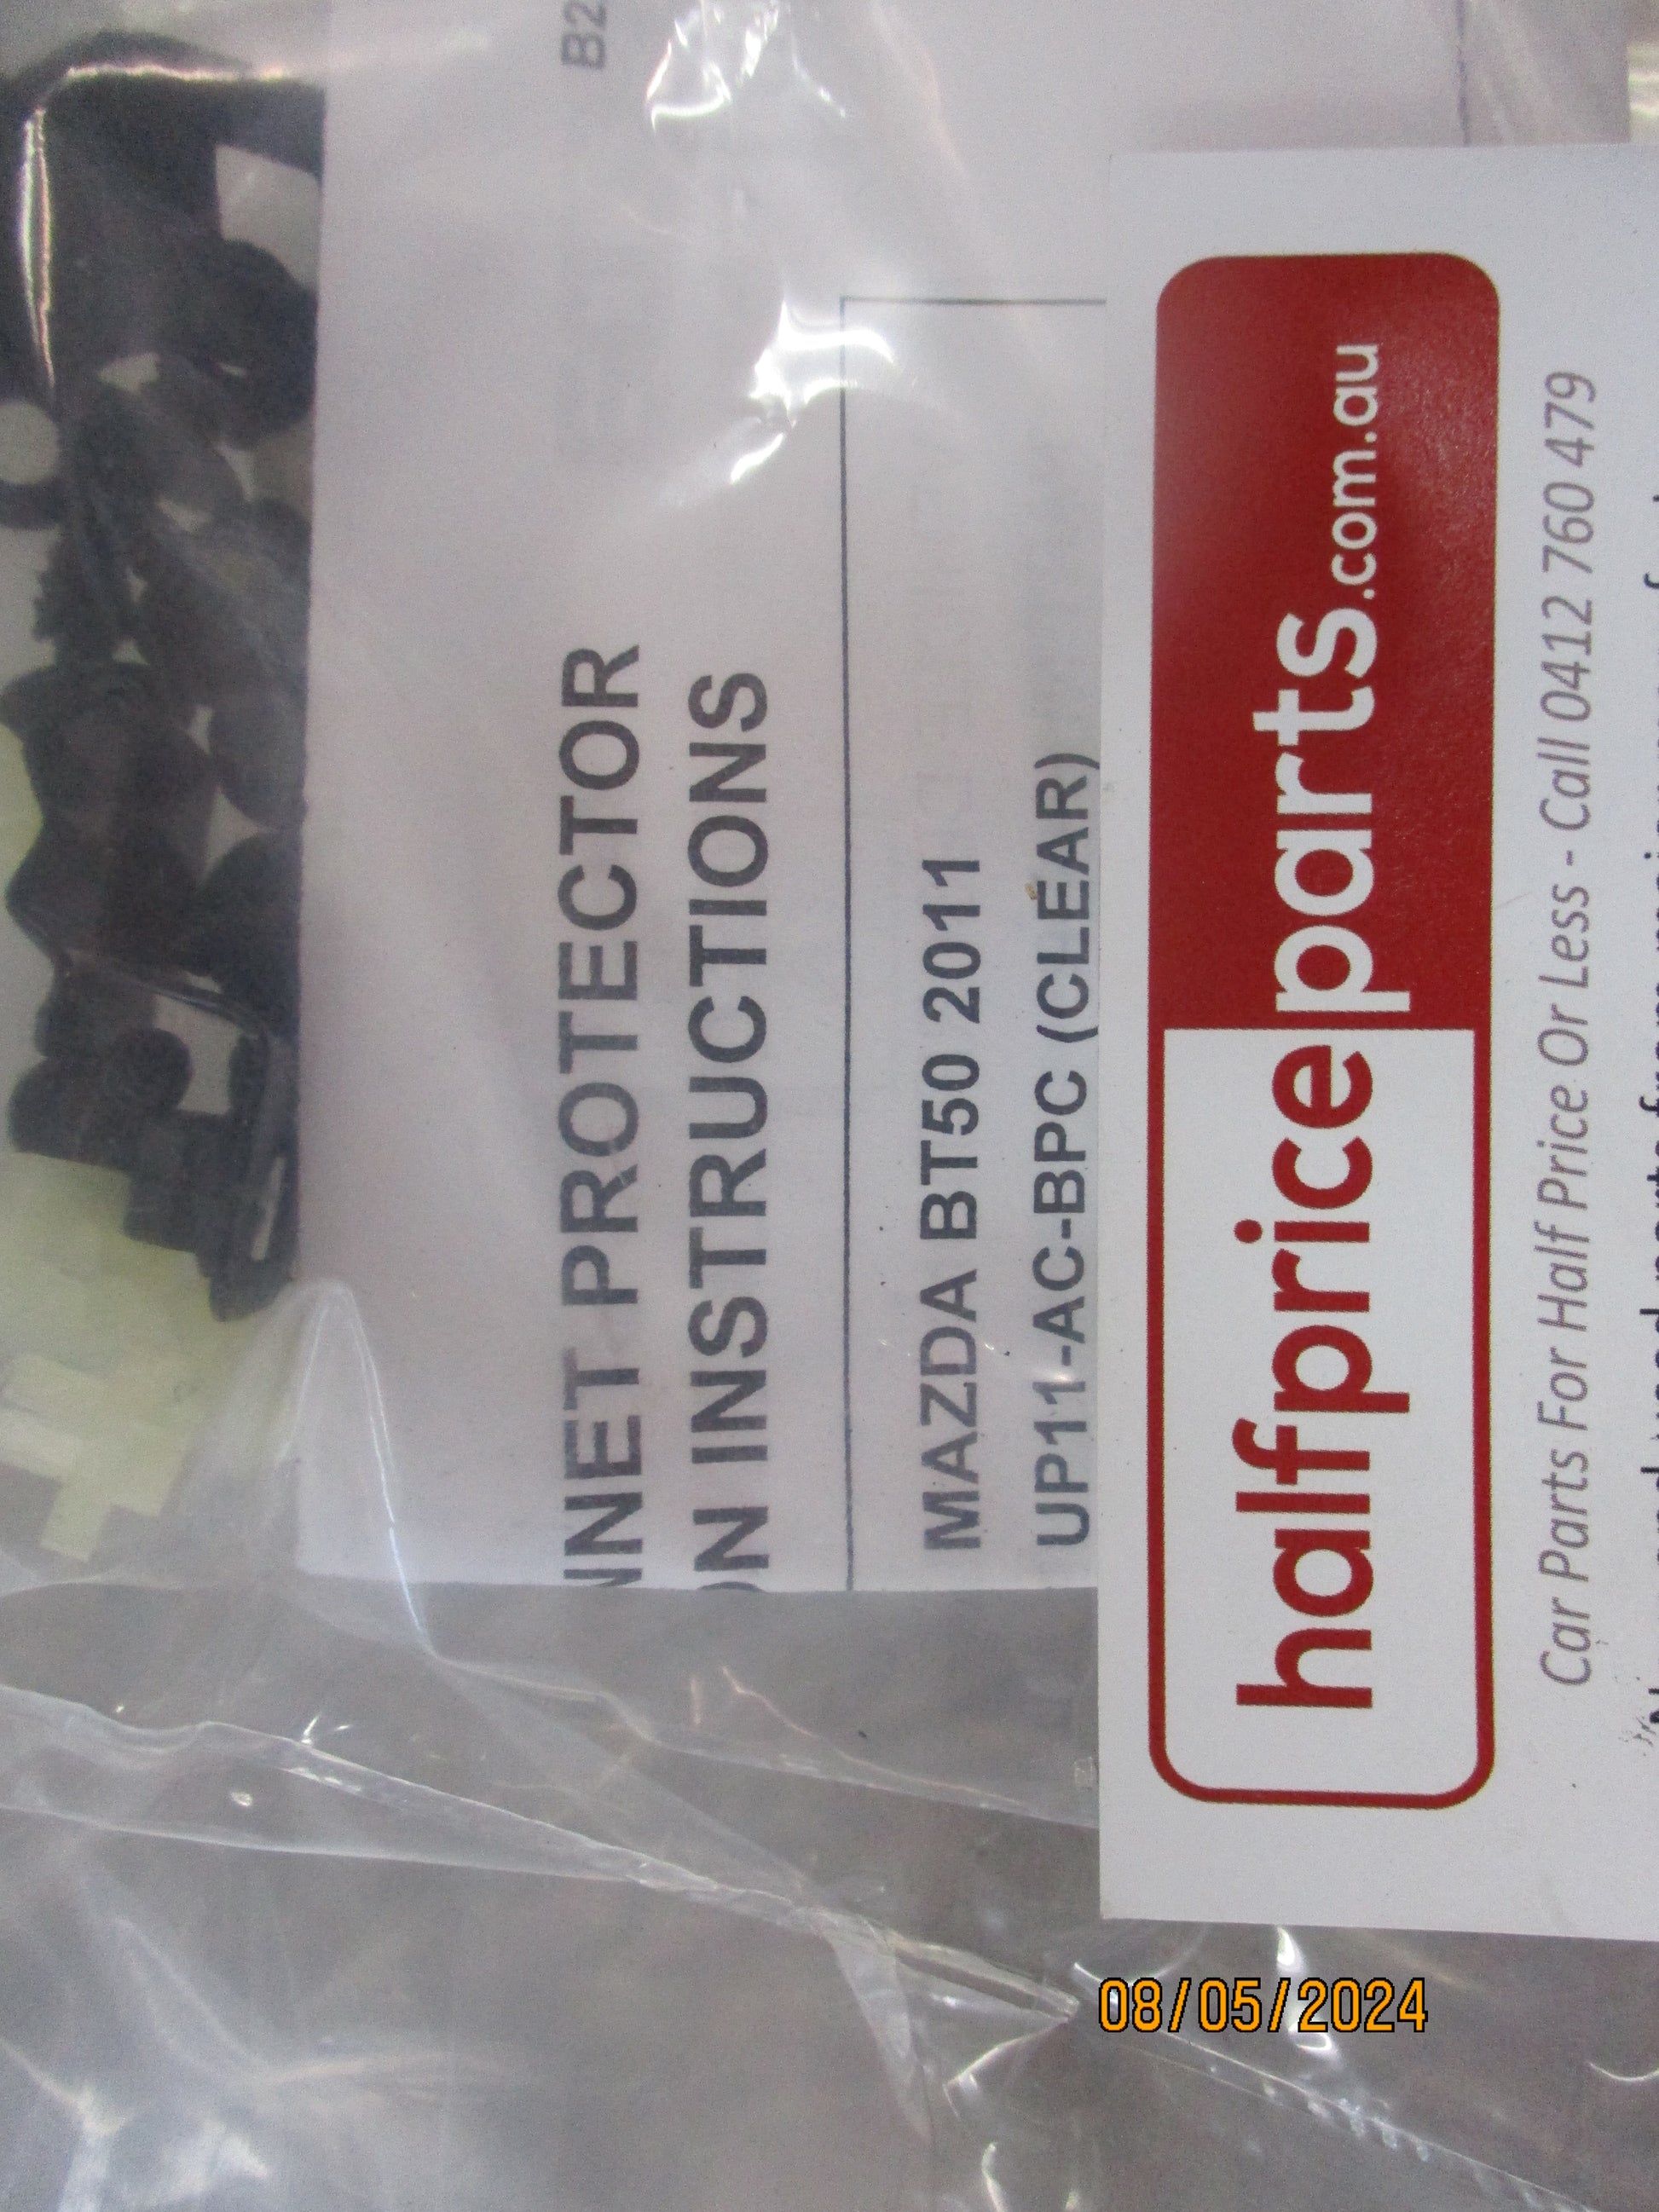 B2
NNET PROTECTOR
ON INSTRUCTIONS
MAZDA BT50 2011
UP11-AC-BPC (CLEAR)
halfpriceparts.com.au
Car Parts For Half Price Or Less - Call 0412 760 479
08/05/2024